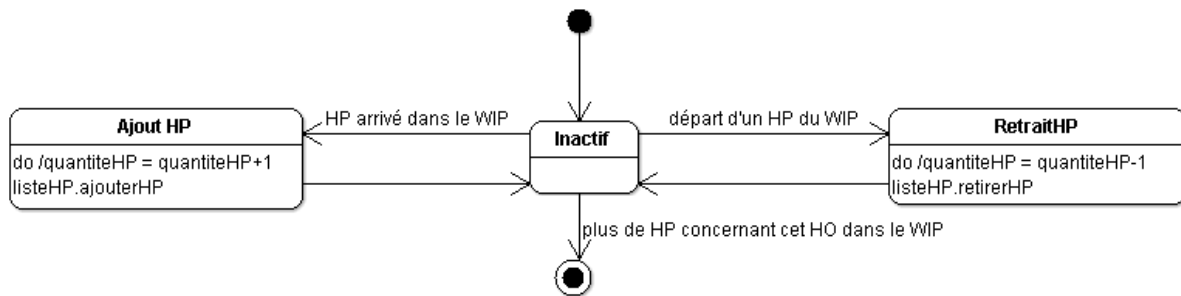 HP arrivé dans le WIP
départ d'un HP du WIP
Ajout HP
do /quantiteHP = quantiteHP+1
listeHP.ajouterHP
Inactif
RetraitHP
do /quantiteHP = quantiteHP-1
listeHP.retirerHP
plus de HP concernant cet HO dans le WIP